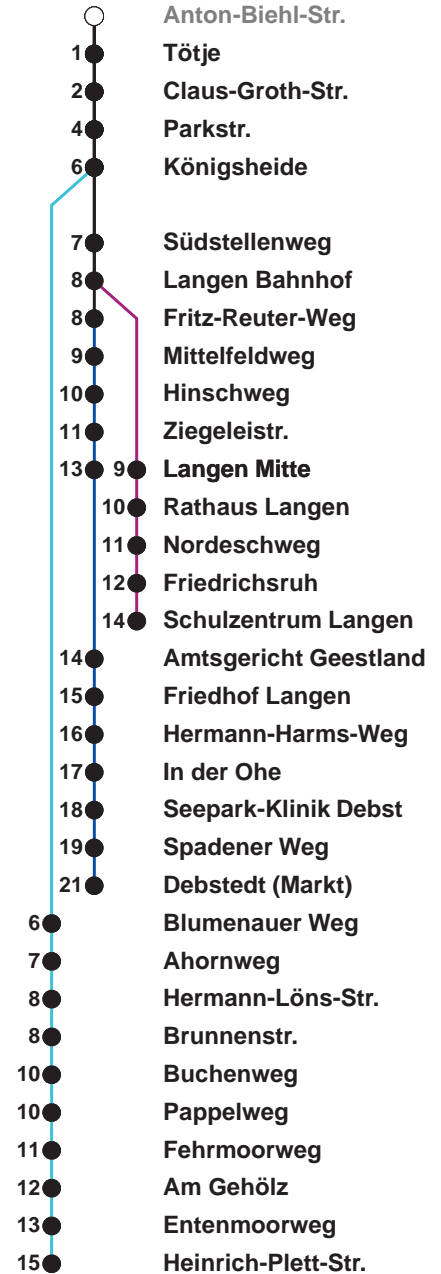 Anton-Biehl-Str.
1 Tötje
2 Claus-Groth-Str.
4 Parkstr.
6 Königsheide
7 Südstellenweg
8 Langen Bahnhof
8 Fritz-Reuter-Weg
9 Mittelfeldweg
10 Hinschweg
11 Ziegeleistr.
13 9 Langen Mitte
10 Rathaus Langen
11 Nordeschweg
12 Friedrichsruh
14 Schulzentrum Langen
14 Amtsgericht Geestland
15 Friedhof Langen
16 Hermann-Harms-Weg
17 In der Ohe
18 Seepark-Klinik Debst
19 Spadener Weg
21 Debstedt (Markt)
6 Blumenauer Weg
7 Ahornweg
8 Hermann-Löns-Str.
8 Brunnenstr.
10 Buchenweg
10 Pappelweg
11 Fehrmoorweg
12 Am Gehölz
13 Entenmoorweg
15 Heinrich-Plett-Str.